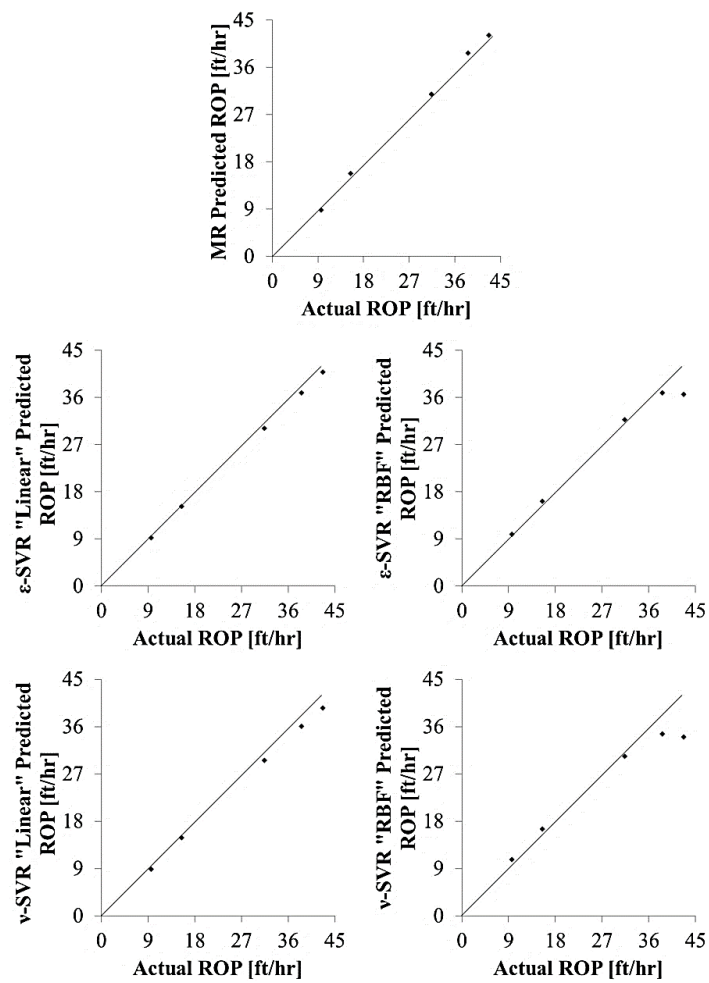 MR Predicted ROP [ft/hr]
45
36
27
18
9
0
0 9 18 27 36 45
Actual ROP [ft/hr]
ε-SVR "Linear" Predicted
ROP [ft/hr]
45
36
27
18
9
0
0 9 18 27 36 45
Actual ROP [ft/hr]
ε-SVR "RBF" Predicted
ROP [ft/hr]
45
36
27
18
9
0
0 9 18 27 36 45
Actual ROP [ft/hr]
ν-SVR "Linear" Predicted
ROP [ft/hr]
45
36
27
18
9
0
0 9 18 27 36 45
Actual ROP [ft/hr]
ν-SVR "RBF" Predicted
ROP [ft/hr]
45
36
27
18
9
0
0 9 18 27 36 45
Actual ROP [ft/hr]